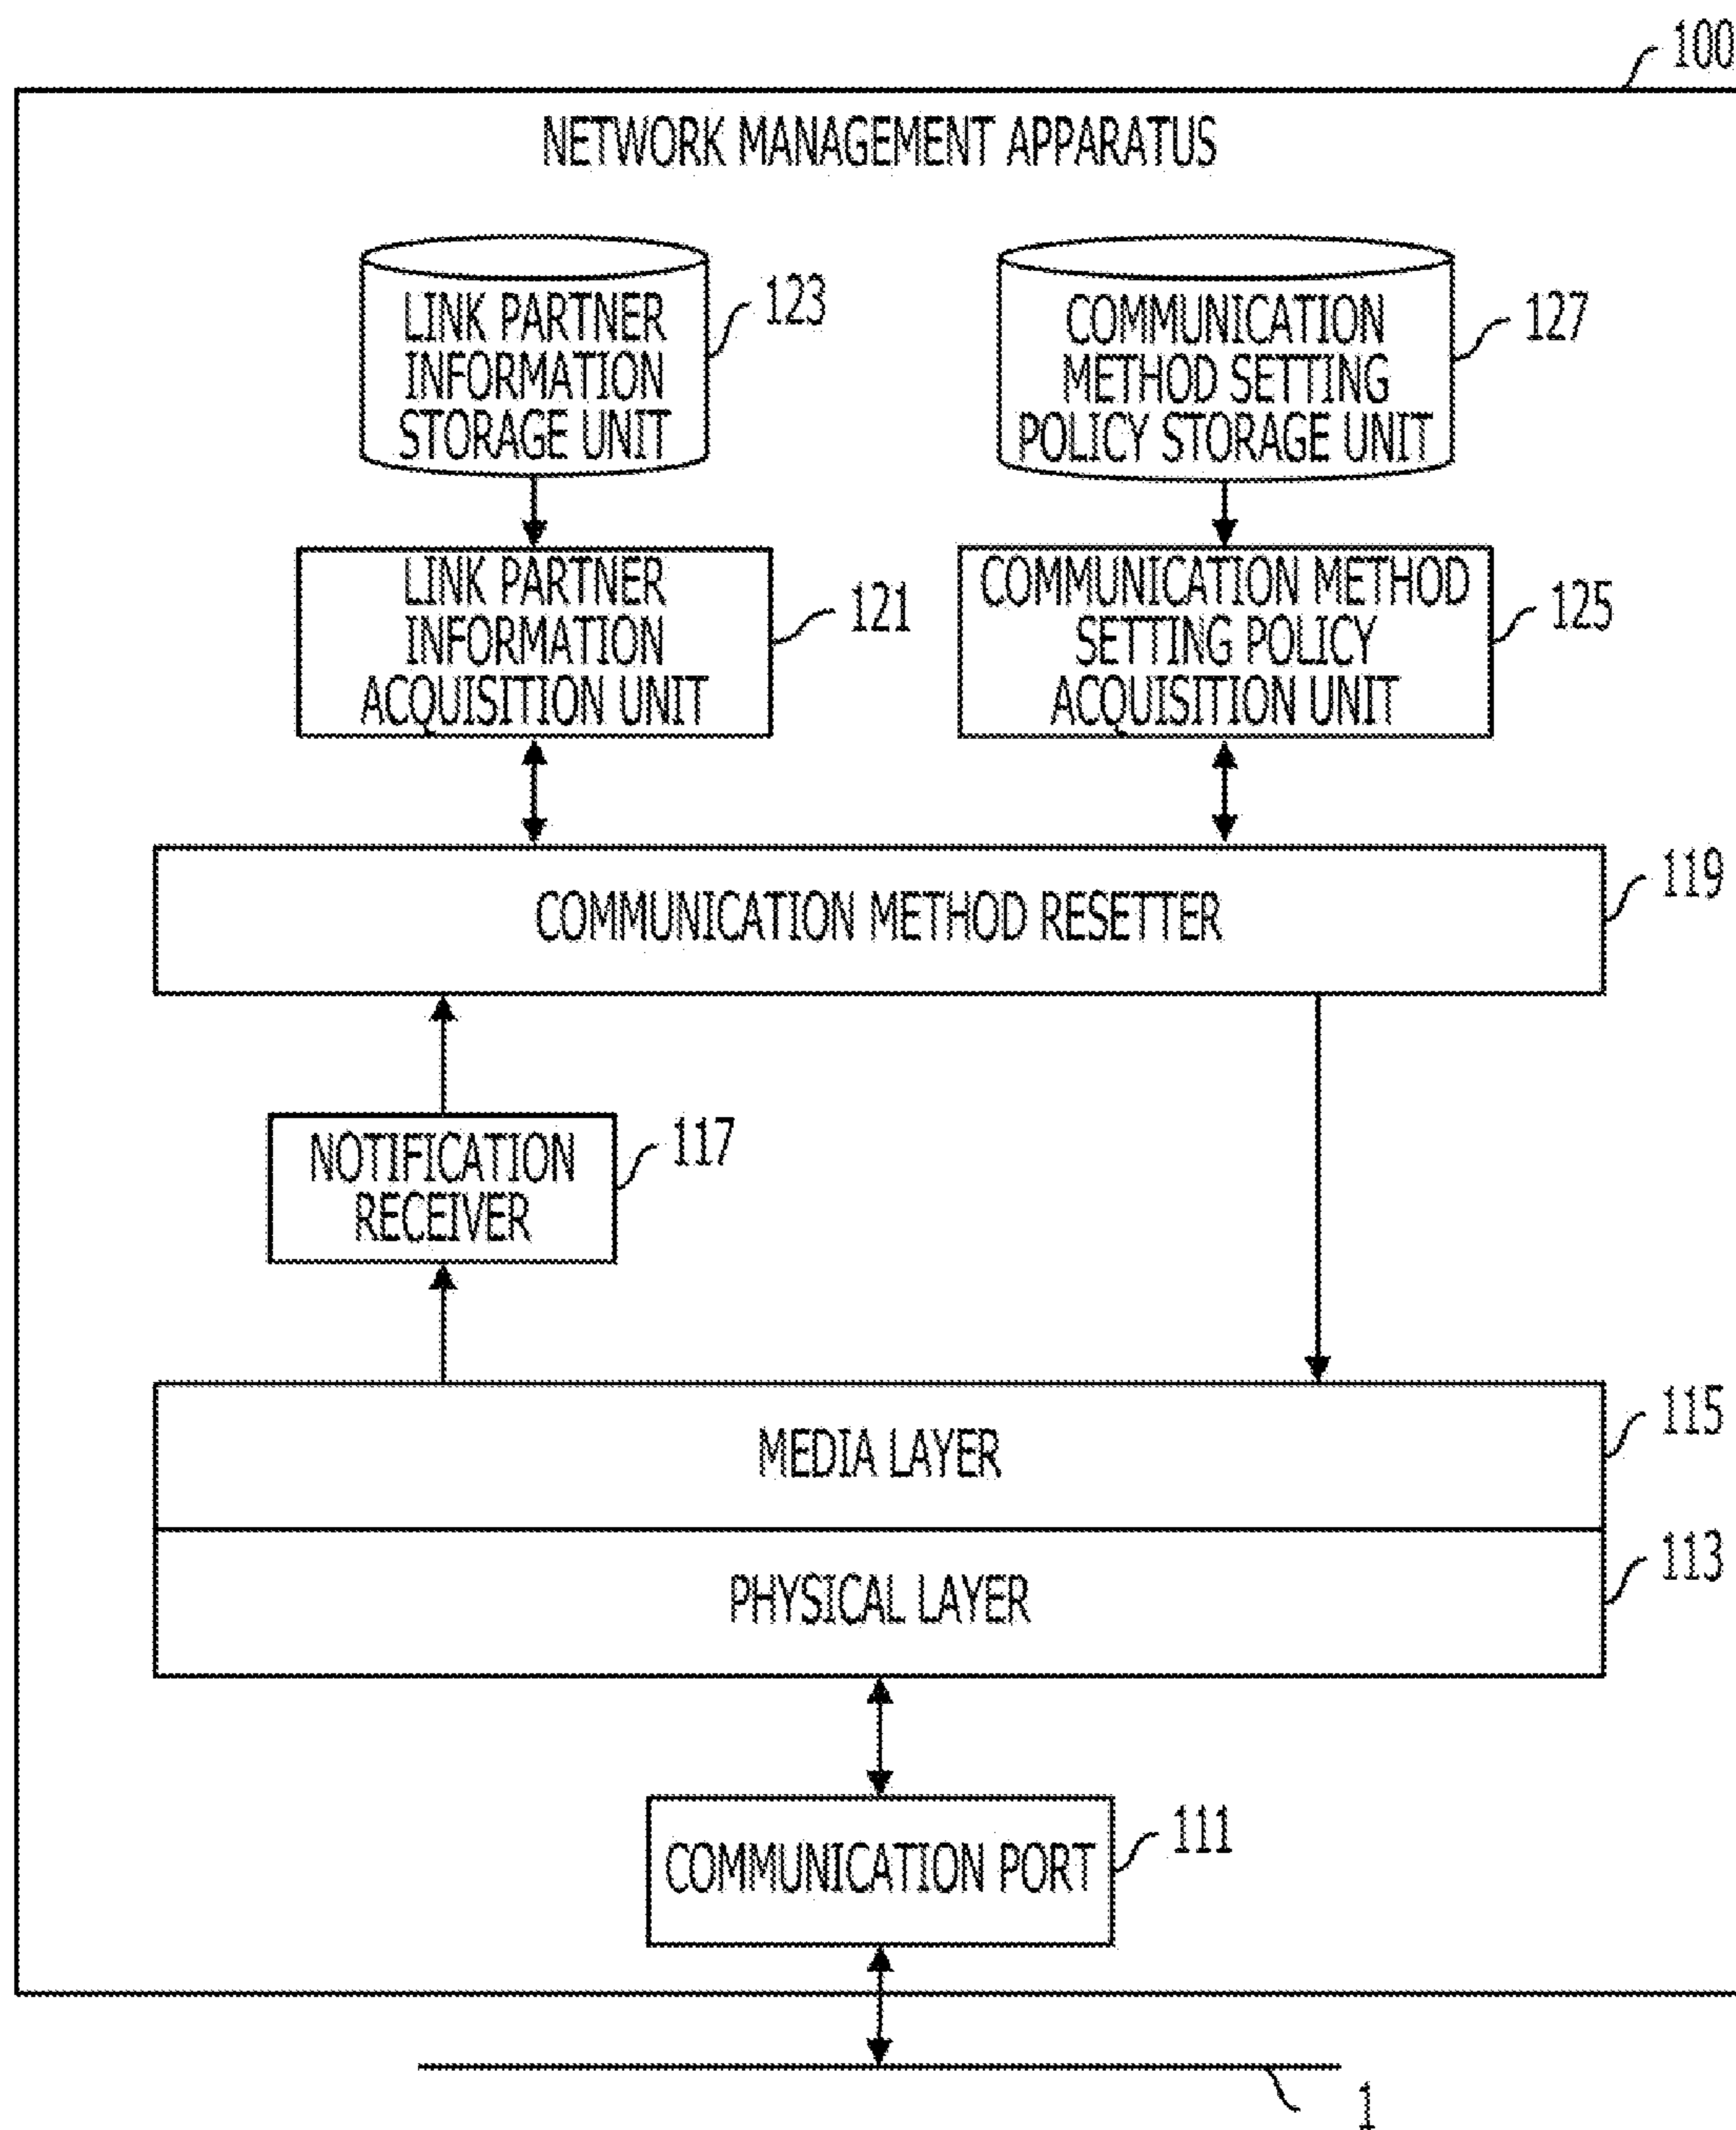 100
NETWORK MANAGEMENT APPARATUS
LINK PARTNER
INFORMATION
STORAGE UNIT
123
COMMUNICATION
METHOD SETTING
POLICY STORAGE UNIT
127
LINK PARTNER
INFORMATION
ACQUISITION UNIT
121
COMMUNICATION METHOD
SETTING POLICY
ACQUISITION UNIT
125
COMMUNICATION METHOD RESETTER
119
NOTIFICATION
RECEIVER
117
MEDIA LAYER
115
PHYSICAL LAYER
113
COMMUNICATION PORT
111
1